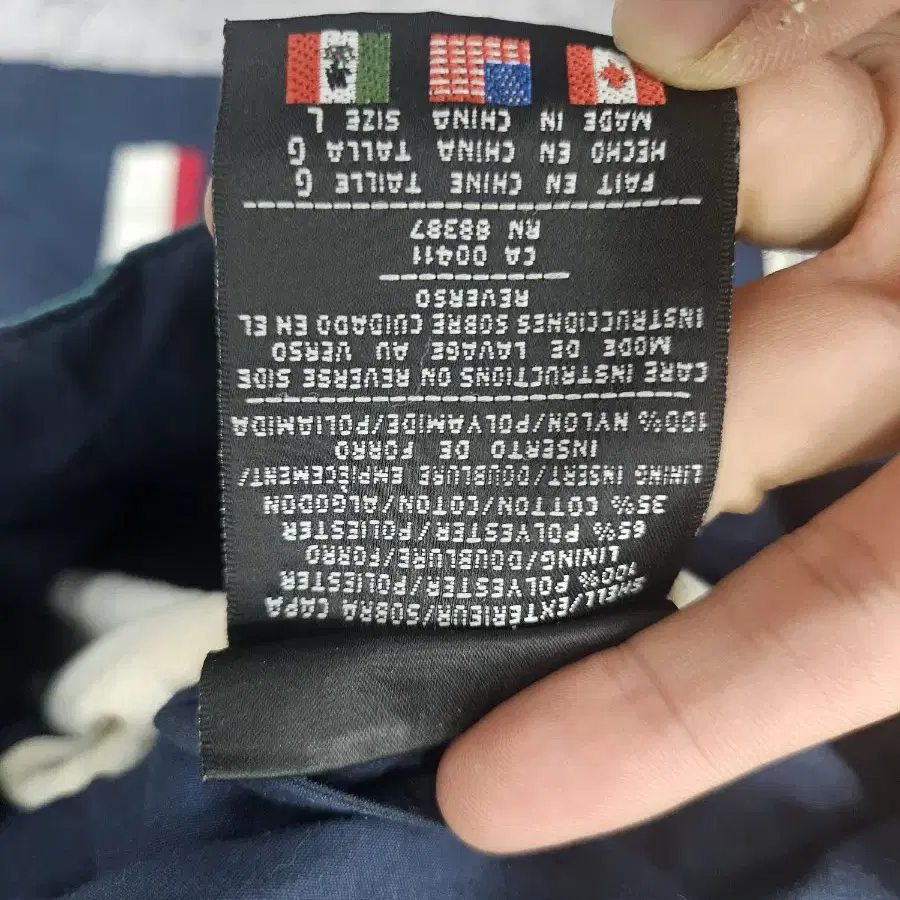 SHELL/EXTÉRIEUR/SOBRA CAPA
100% POLYESTER/POLIESTER
LINING/DOUBLURE/FORRO
65% POLYESTER/POLIESTER
35% COTTON/COTON/ALGODON
LINING INSERT/DOUBLURE EMPIÈCEMENT/
INSERTO DE FORRO
100% NYLON/POLYAMIDE/POLIAMIDA
CARE INSTRUCTIONS ON REVERSE SIDE
MODE DE LAVAGE AU VERSO
INSTRUCCIONES SOBRE CUIDADO EN EL
REVERSO
CA 00411
RN 88387
FAIT EN CHINE TAILLE G
HECHO EN CHINA TALLA G
MADE IN CHINA SIZE L